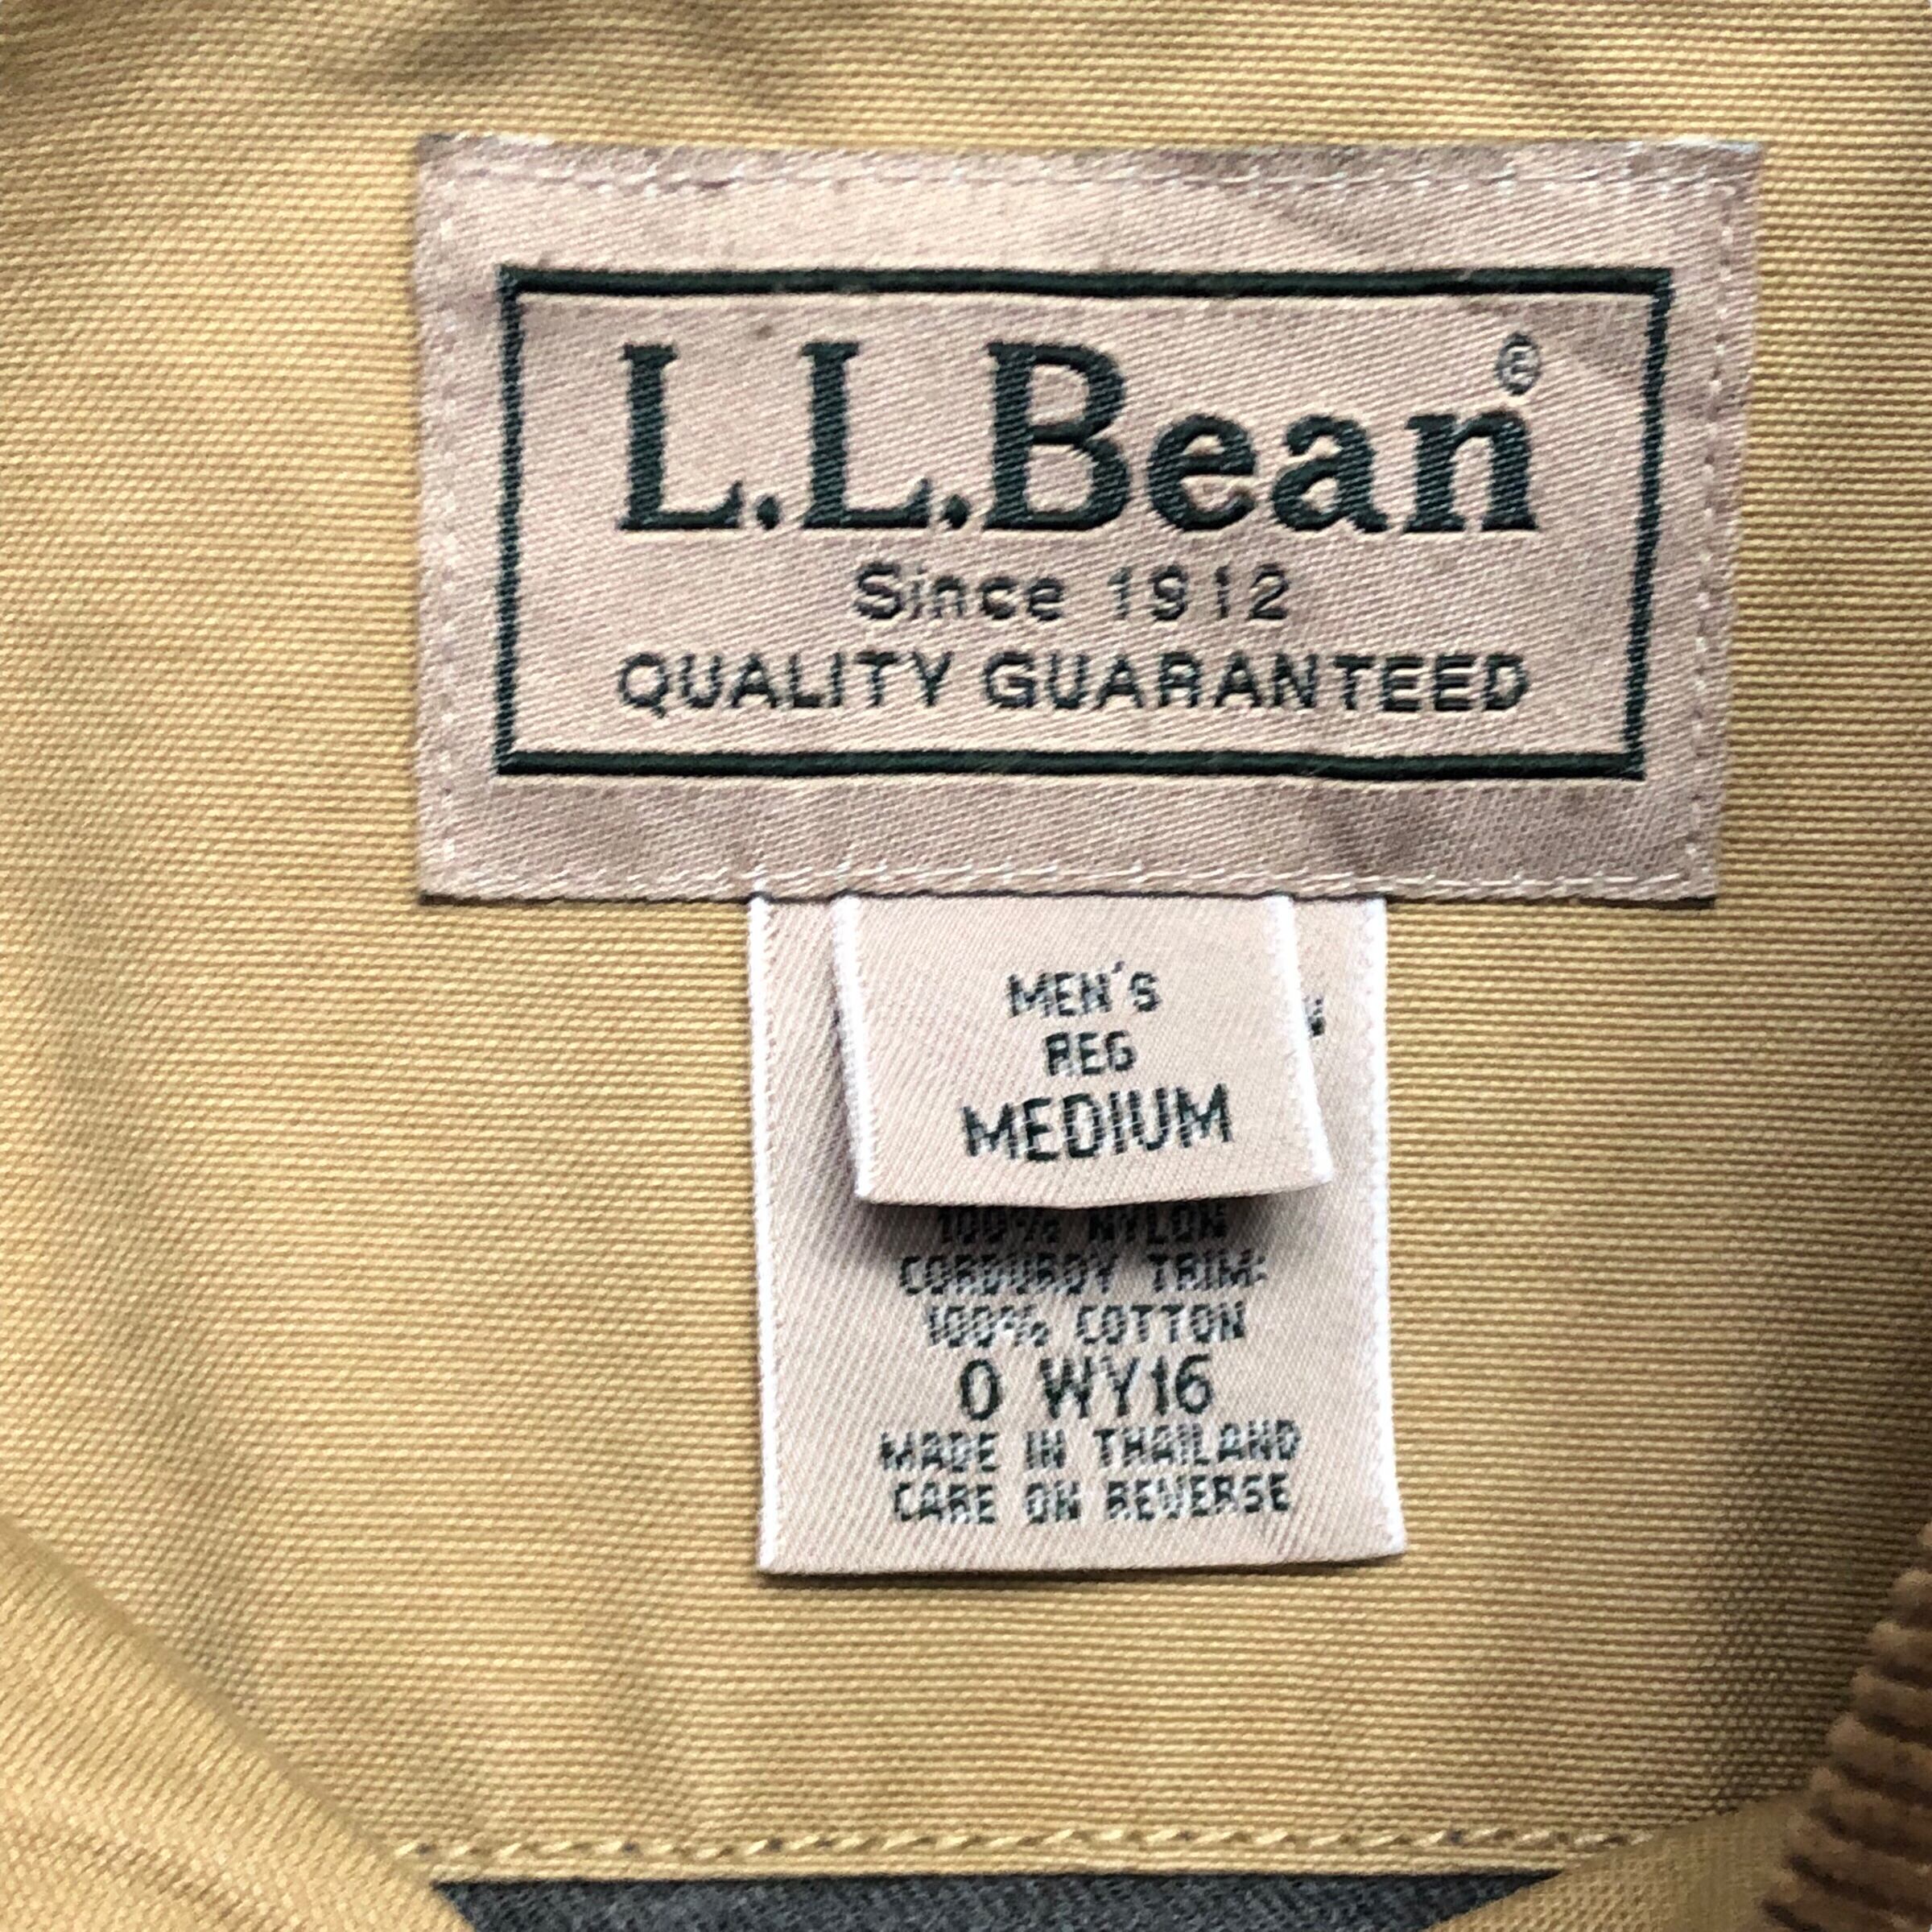 L.L.Bean®
Since 1912
QUALITY GUARANTEED
MEN'S
REG
MEDIUM
100% NYLON
CORDUROY TRIM:
100% COTTON
0 WY16
MADE IN THAILAND
CARE ON REVERSE